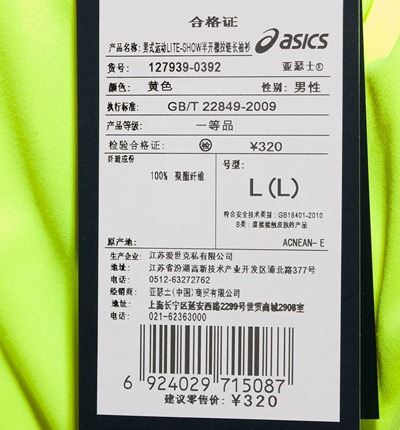 合格证
产品名称: 男式运动LITE-SHOW半开襟拉链长袖衫
asics
货号: 127939-0392
亚瑟士®
颜色: 黄色
性别: 男性
执行标准: GB/T 22849-2009
产品等级: 一等品
检验合格证: 检 ¥320
纤维成份
100% 聚酯纤维
号型:
L(L)
符合安全技术类别: GB18401-2010
B类: 直接接触皮肤的产品
原产地:
ACNEAN-E
生产企业: 江苏爱世克私有限公司
地址: 江苏省汾湖高新技术产业开发区浦北路377号
电话: 0512-63272762
经销商: 亚瑟士(中国)商贸有限公司
地址: 上海长宁区延安西路2299号世贸商城2908室
电话: 021-62363000
6 924029 715087
建议零售价: ¥320